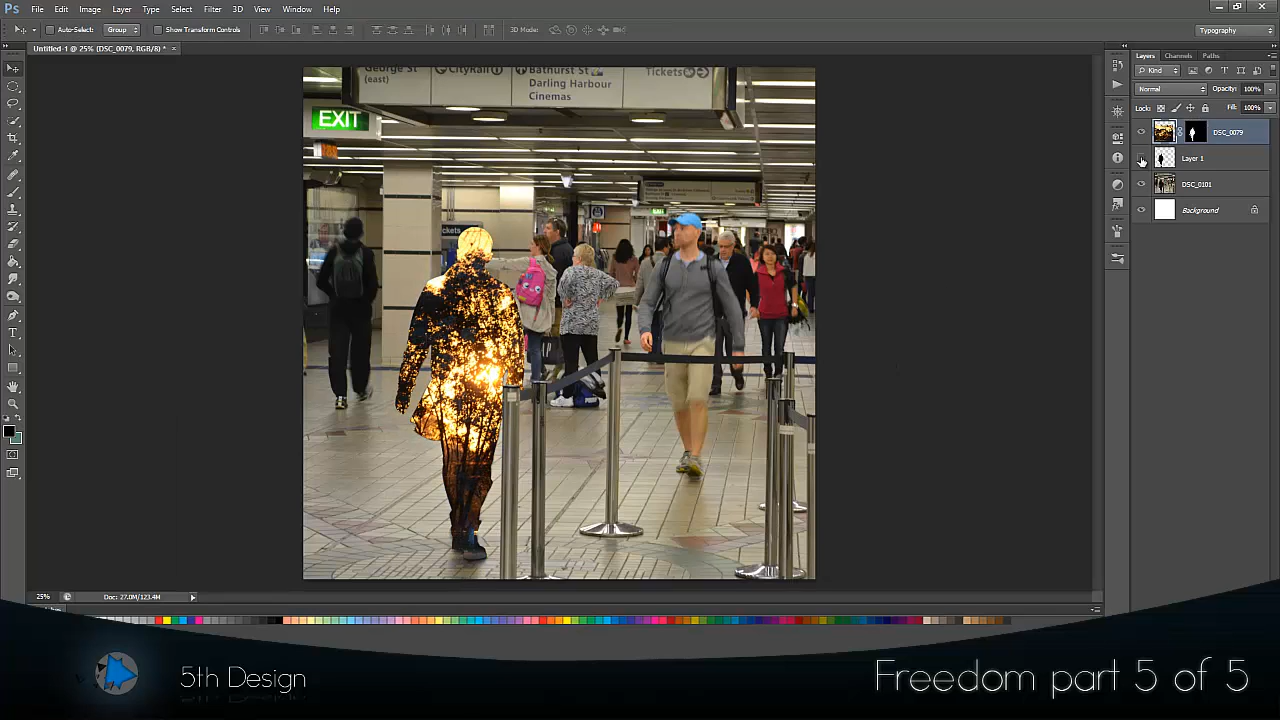 Ps File Edit Image Layer Type Select Filter 3D View Window Help
Auto-Select: Group Show Transform Controls 3D Mode: Typography
Untitled-1 @ 25% (DSC_0079, RGB/8) * ×
Layers Channels Paths
Kind
Normal Opacity: 100%
Lock: Fill: 100%
DSC_0079
Layer 1
DSC_0101
Background
George St
(east)
CityRail
Bathurst St
Darling Harbour
Cinemas
Tickets
EXIT
25% Doc: 27.0M/123.4M
5th Design
Freedom part 5 of 5